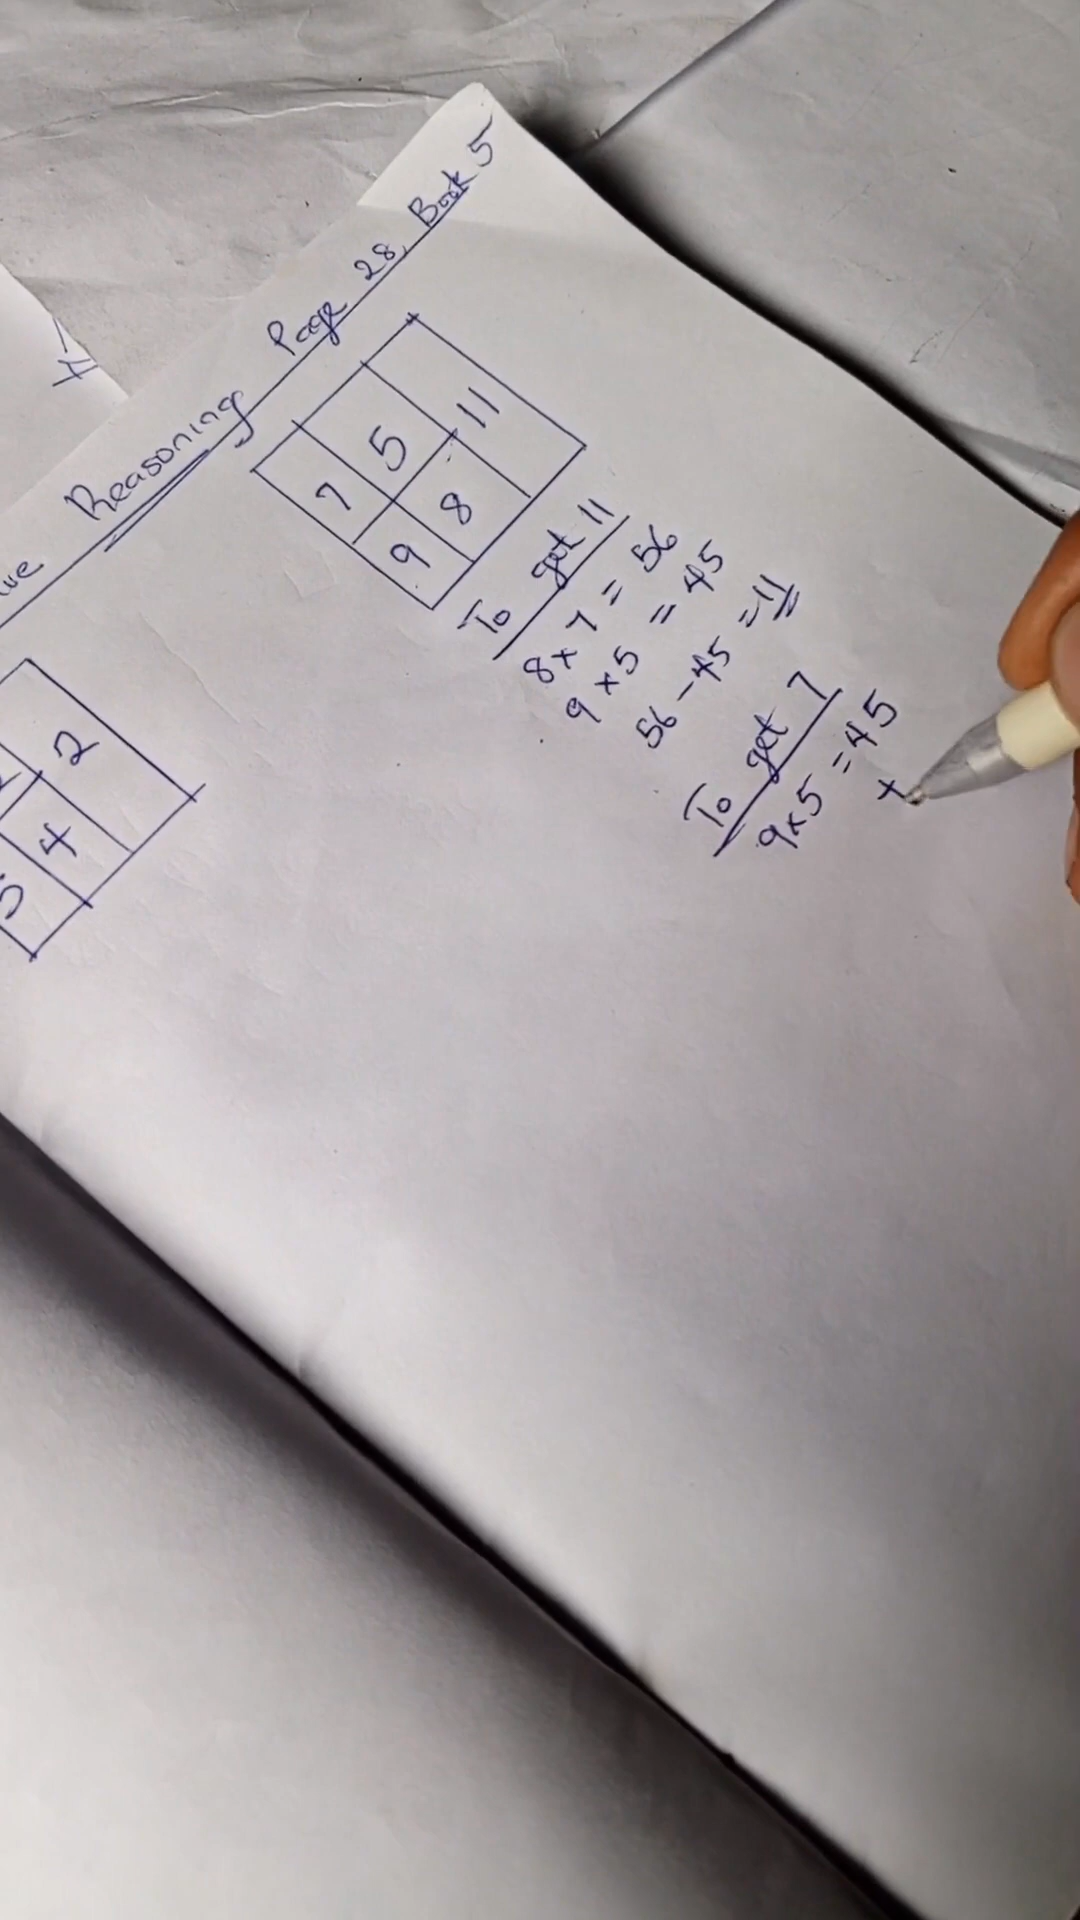 Reasoning Page 28, Book 5
7 5
11
9 8
2
4
5
To get 11
8 x 7 = 56
9 x 5 = 45
56 - 45 = 11
To get 7
9 x 5 = 45
+